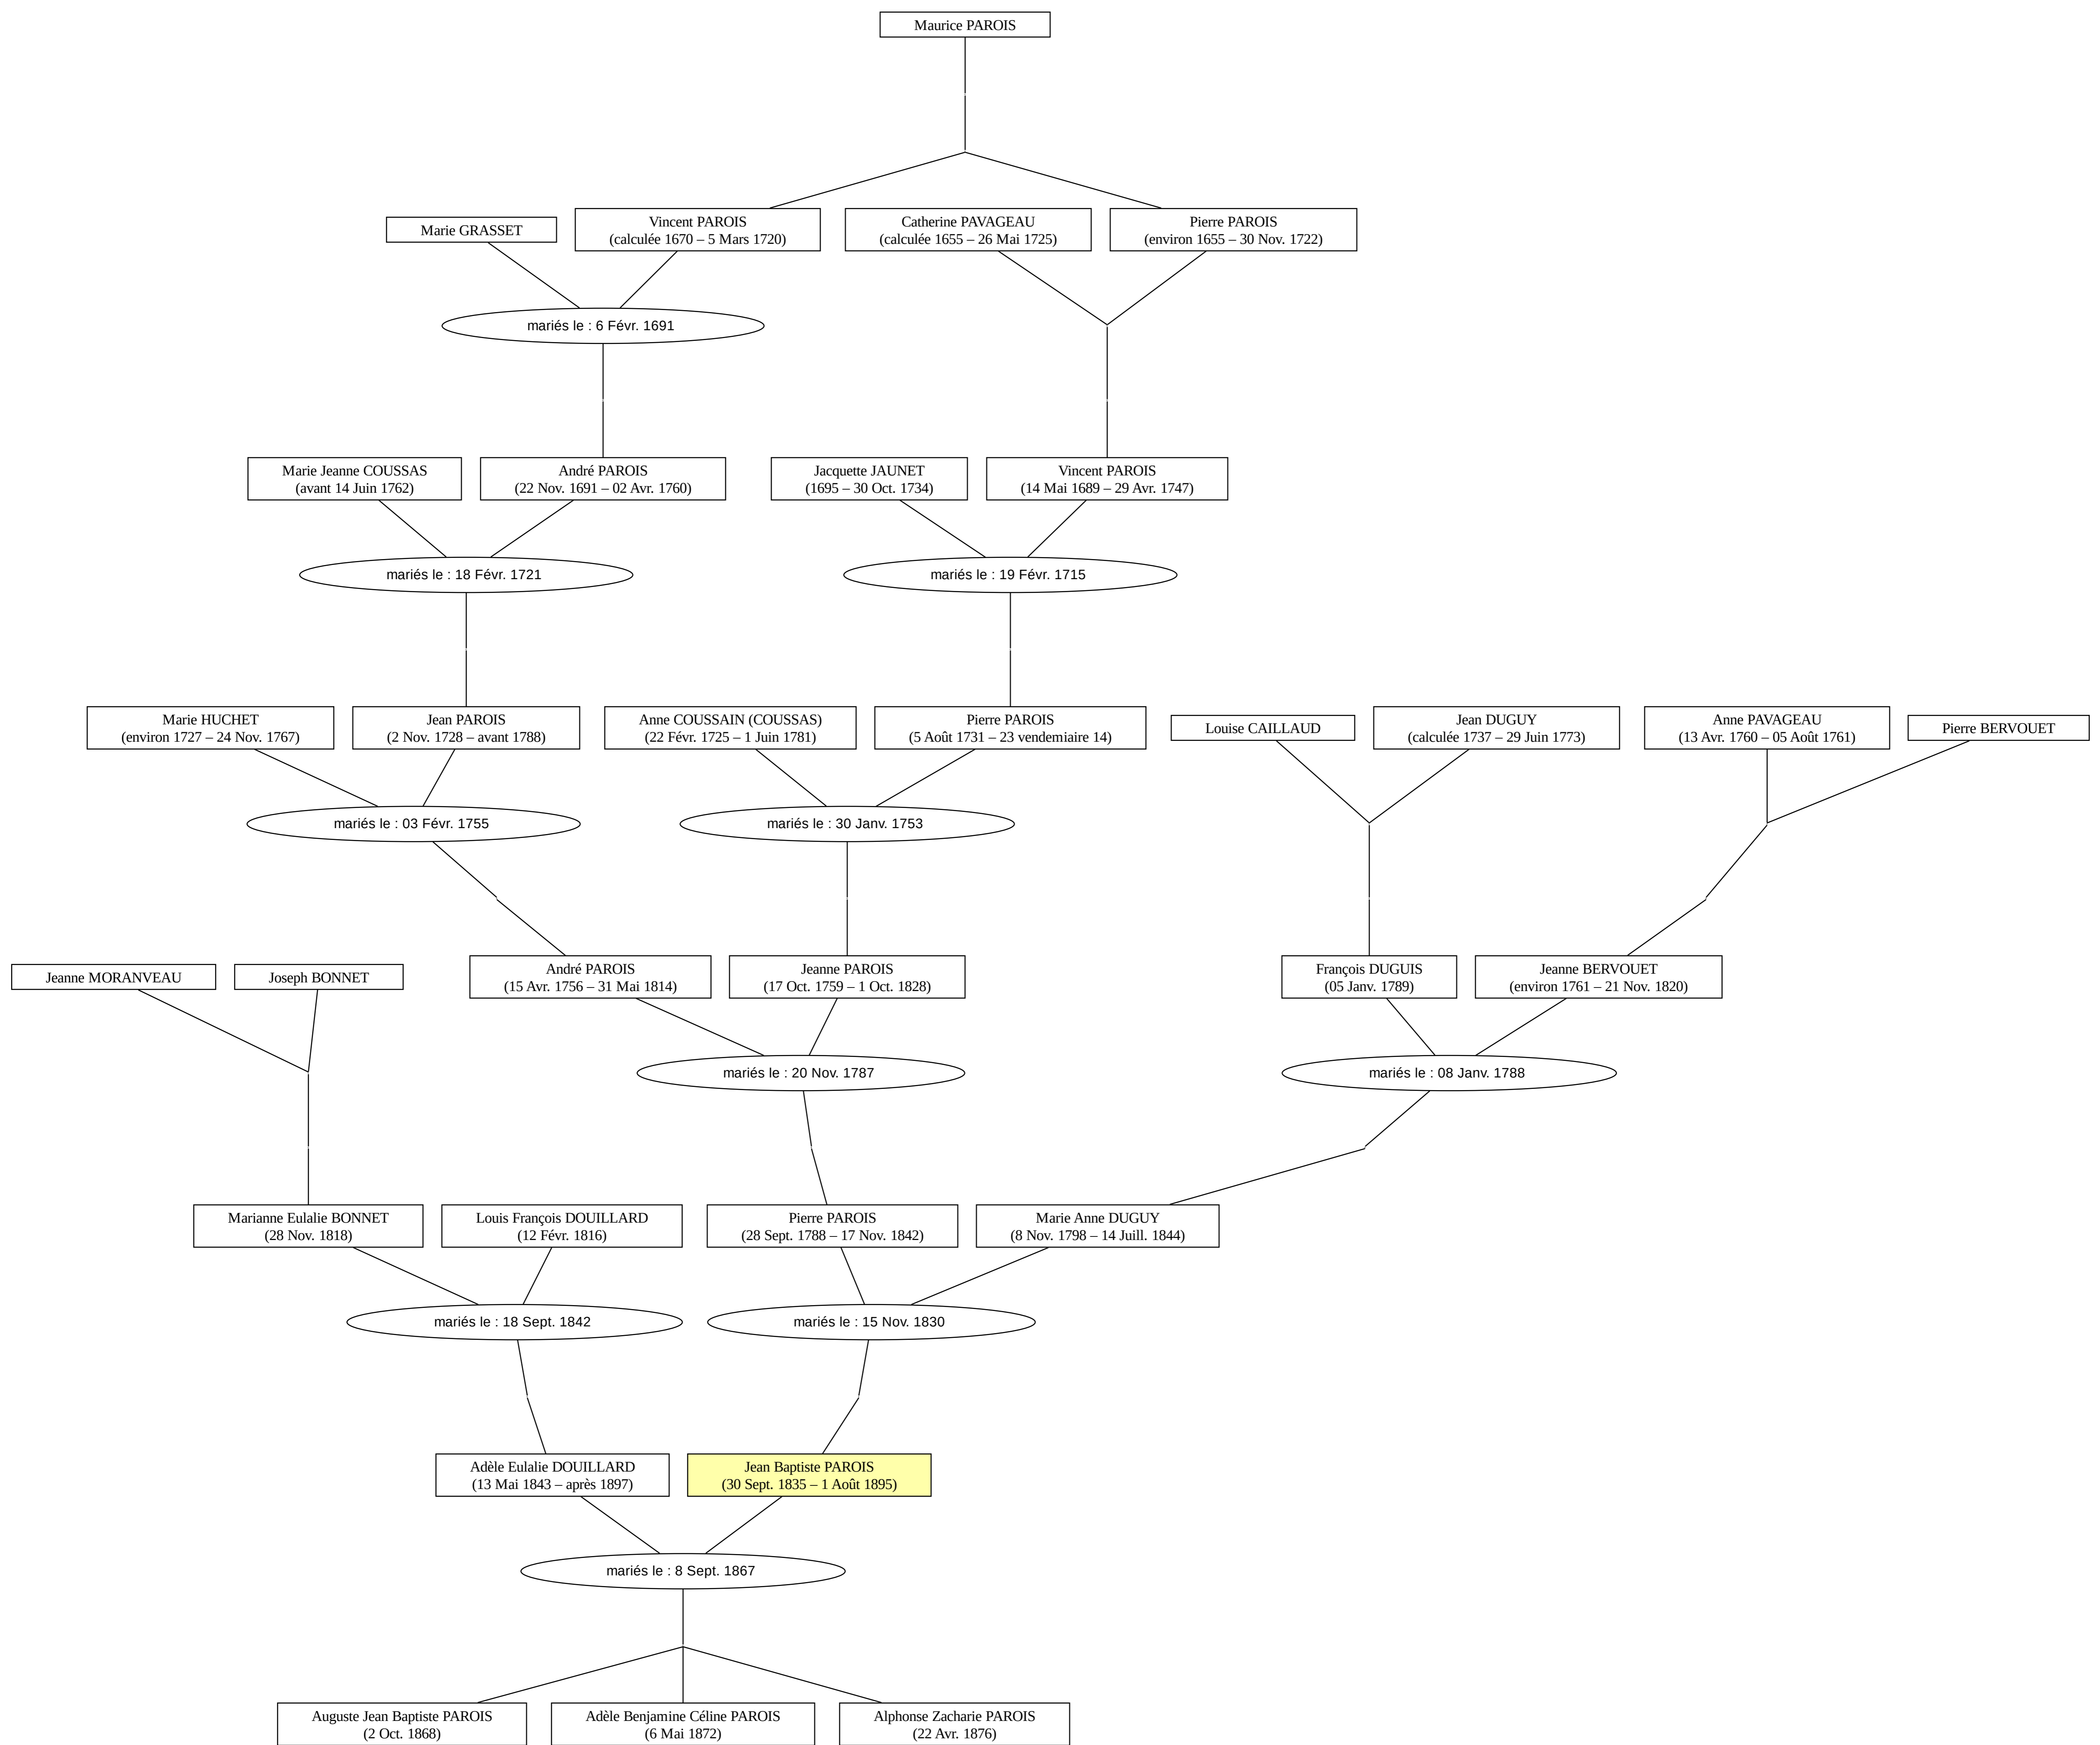 Maurice PAROIS
Marie GRASSET
Vincent PAROIS
(calculée 1670 – 5 Mars 1720)
Catherine PAVAGEAU
(calculée 1655 – 26 Mai 1725)
Pierre PAROIS
(environ 1655 – 30 Nov. 1722)
mariés le : 6 Févr. 1691
Marie Jeanne COUSSAS
(avant 14 Juin 1762)
André PAROIS
(22 Nov. 1691 – 02 Avr. 1760)
Jacquette JAUNET
(1695 – 30 Oct. 1734)
Vincent PAROIS
(14 Mai 1689 – 29 Avr. 1747)
mariés le : 18 Févr. 1721
mariés le : 19 Févr. 1715
Marie HUCHET
(environ 1727 – 24 Nov. 1767)
Jean PAROIS
(2 Nov. 1728 – avant 1788)
Anne COUSSAIN (COUSSAS)
(22 Févr. 1725 – 1 Juin 1781)
Pierre PAROIS
(5 Août 1731 – 23 vendemiaire 14)
Louise CAILLAUD
Jean DUGUY
(calculée 1737 – 29 Juin 1773)
Anne PAVAGEAU
(13 Avr. 1760 – 05 Août 1761)
Pierre BERVOUET
mariés le : 03 Févr. 1755
mariés le : 30 Janv. 1753
Jeanne MORANVEAU
Joseph BONNET
André PAROIS
(15 Avr. 1756 – 31 Mai 1814)
Jeanne PAROIS
(17 Oct. 1759 – 1 Oct. 1828)
François DUGUIS
(05 Janv. 1789)
Jeanne BERVOUET
(environ 1761 – 21 Nov. 1820)
mariés le : 20 Nov. 1787
mariés le : 08 Janv. 1788
Marianne Eulalie BONNET
(28 Nov. 1818)
Louis François DOUILLARD
(12 Févr. 1816)
Pierre PAROIS
(28 Sept. 1788 – 17 Nov. 1842)
Marie Anne DUGUY
(8 Nov. 1798 – 14 Juill. 1844)
mariés le : 18 Sept. 1842
mariés le : 15 Nov. 1830
Adèle Eulalie DOUILLARD
(13 Mai 1843 – après 1897)
Jean Baptiste PAROIS
(30 Sept. 1835 – 1 Août 1895)
mariés le : 8 Sept. 1867
Auguste Jean Baptiste PAROIS
(2 Oct. 1868)
Adèle Benjamine Céline PAROIS
(6 Mai 1872)
Alphonse Zacharie PAROIS
(22 Avr. 1876)